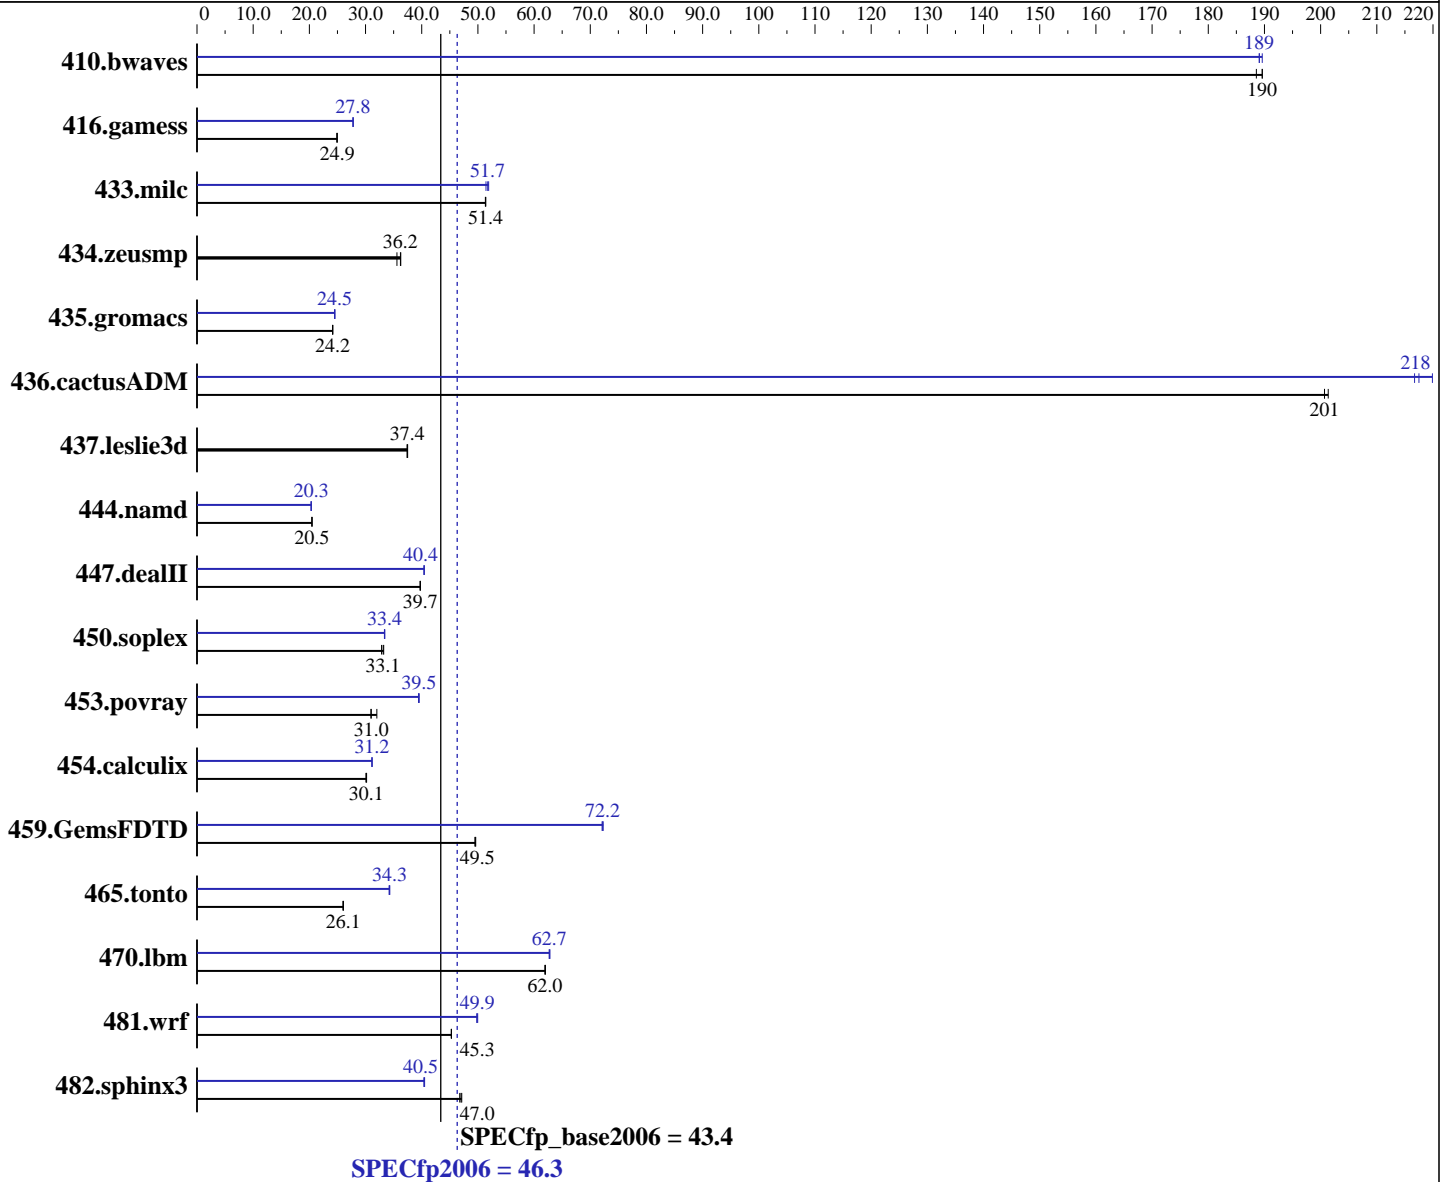 0 10.0 20.0 30.0 40.0 50.0 60.0 70.0 80.0 90.0 100 110 120 130 140 150 160 170 180 190 200 210 220
189
410.bwaves
190
27.8
416.gamess
24.9
51.7
433.milc
51.4
36.2
434.zeusmp
24.5
435.gromacs
24.2
218
436.cactusADM
201
37.4
437.leslie3d
20.3
444.namd
20.5
40.4
447.dealII
39.7
33.4
450.soplex
33.1
39.5
453.povray
31.0
31.2
454.calculix
30.1
72.2
459.GemsFDTD
49.5
34.3
465.tonto
26.1
62.7
470.lbm
62.0
49.9
481.wrf
45.3
40.5
482.sphinx3
47.0
SPECfp_base2006 = 43.4
SPECfp2006 = 46.3